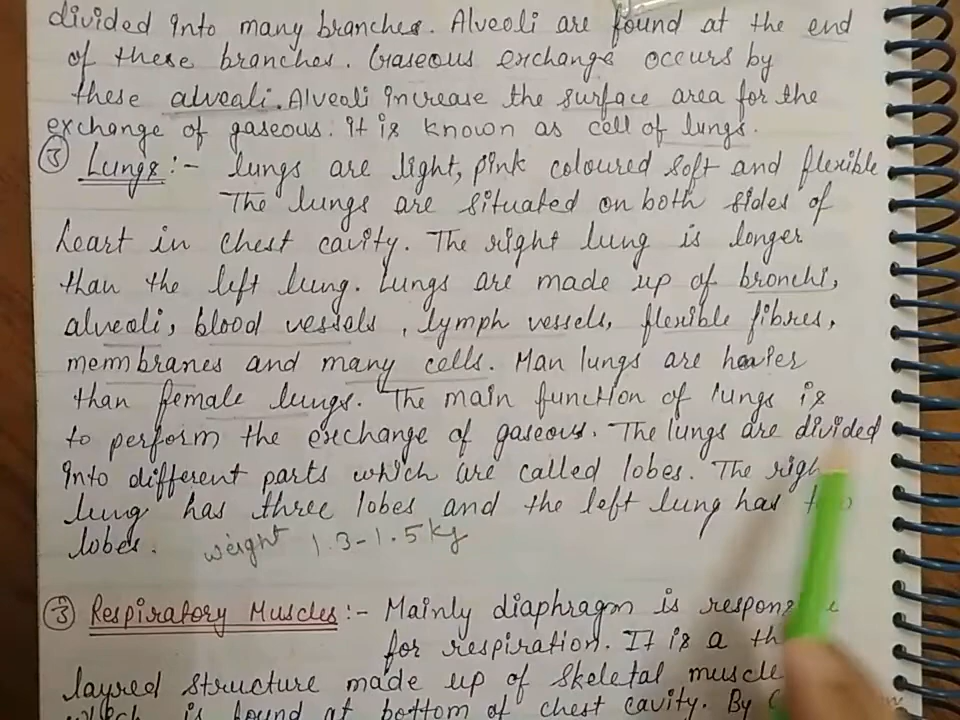 divided into many branches. Alveoli are found at the end
of these branches. Gaseous exchange occurs by
these alveoli. Alveoli increase the surface area for the
exchange of gaseous. it is known as cell of lungs.
Lungs :- lungs are light, pink coloured soft and flexible
The lungs are situated on both sides of
heart in chest cavity. The right lung is longer
than the left lung. Lungs are made up of bronchi,
alveoli, blood vessels, lymph vessels, flexible fibres,
membranes and many cells. Man lungs are
than female lungs. The main function of lungs is
to perform the exchange of gaseous. The lungs are divided
into different parts which are called lobes. The
lung has three lobes and the left lung has
lobes. weight 1.3-1.5 kg
Respiratory Muscles :- Mainly diaphragm is
for respiration. It is a
layred structure made up of skeletal
which is found at bottom of chest cavity. By